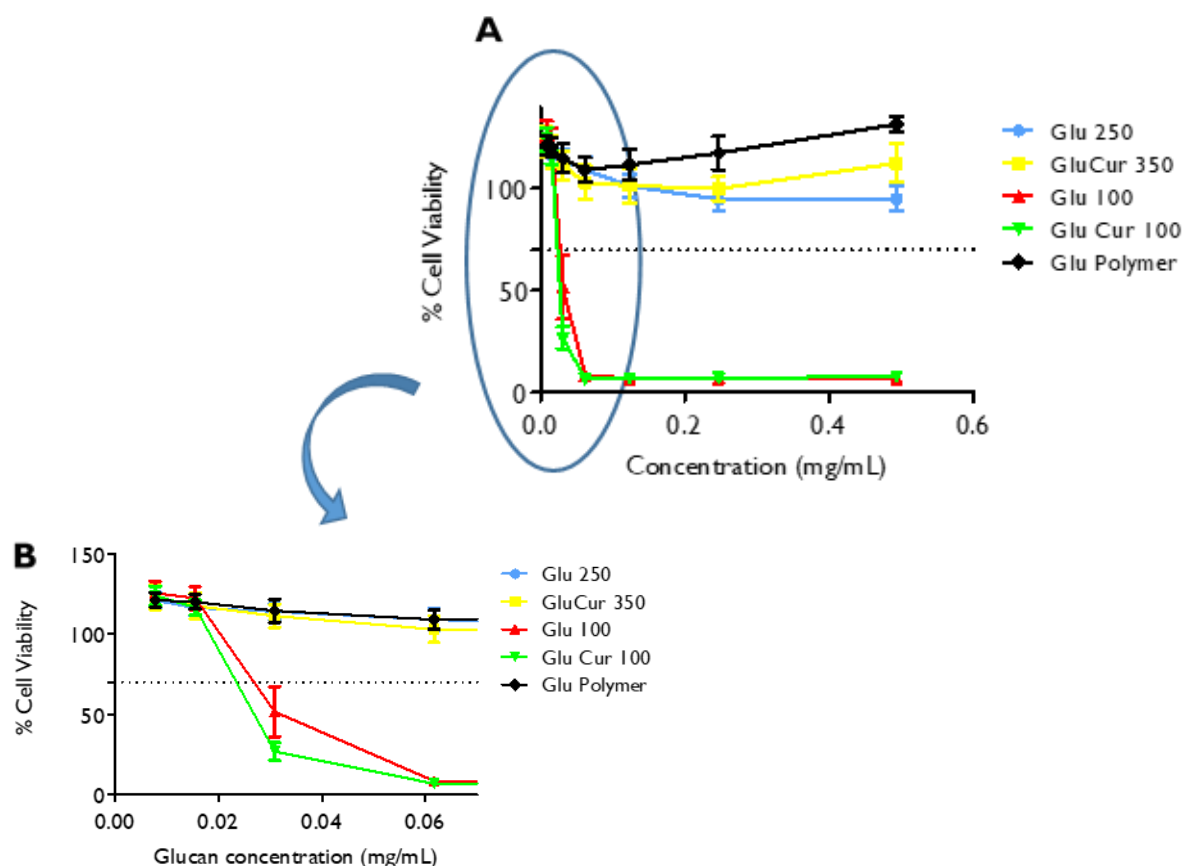 A
% Cell Viability
100
50
0
0.0 0.2 0.4 0.6
Concentration (mg/mL)
Glu 250
GluCur 350
Glu 100
Glu Cur 100
Glu Polymer
B
% Cell Viability
150
100
50
0
0.00 0.02 0.04 0.06
Glucan concentration (mg/mL)
Glu 250
GluCur 350
Glu 100
Glu Cur 100
Glu Polymer